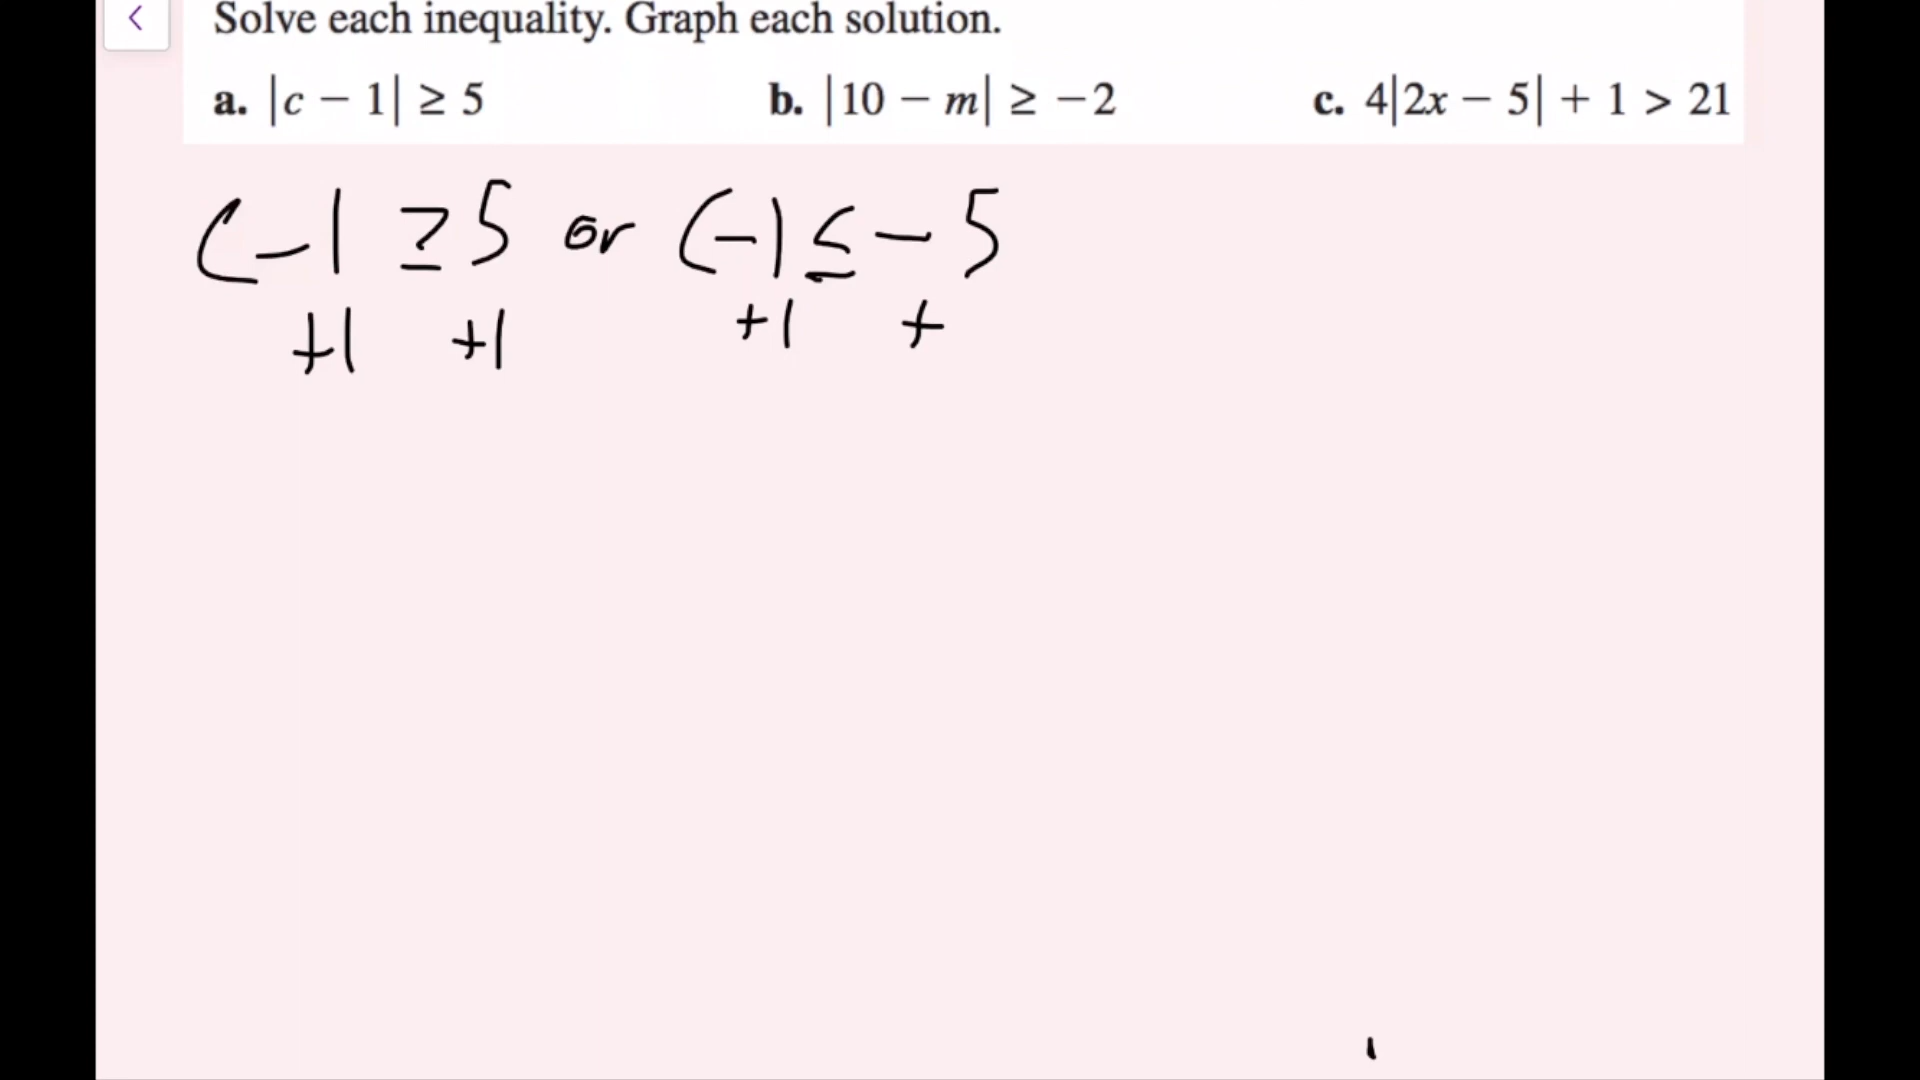 Solve each inequality. Graph each solution.
a. |c − 1| ≥ 5 b. |10 − m| ≥ −2 c. 4|2x − 5| + 1 > 21
c-1 ≥ 5 or c-1 ≤ -5
+1 +1 +1 +